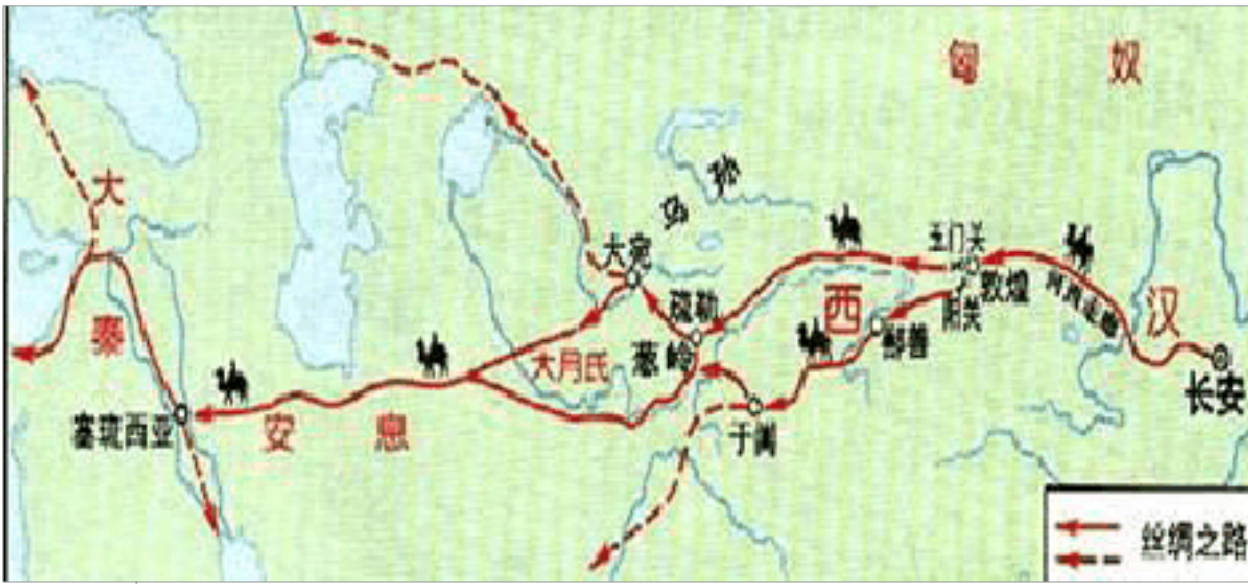 匈 奴
大
汉
大宛
玉门关
敦煌
阳关
河西走廊
西
疏勒
鄯善
葱岭
大月氏
秦
长安
塞琉西亚
安 息
于阗
丝绸之路